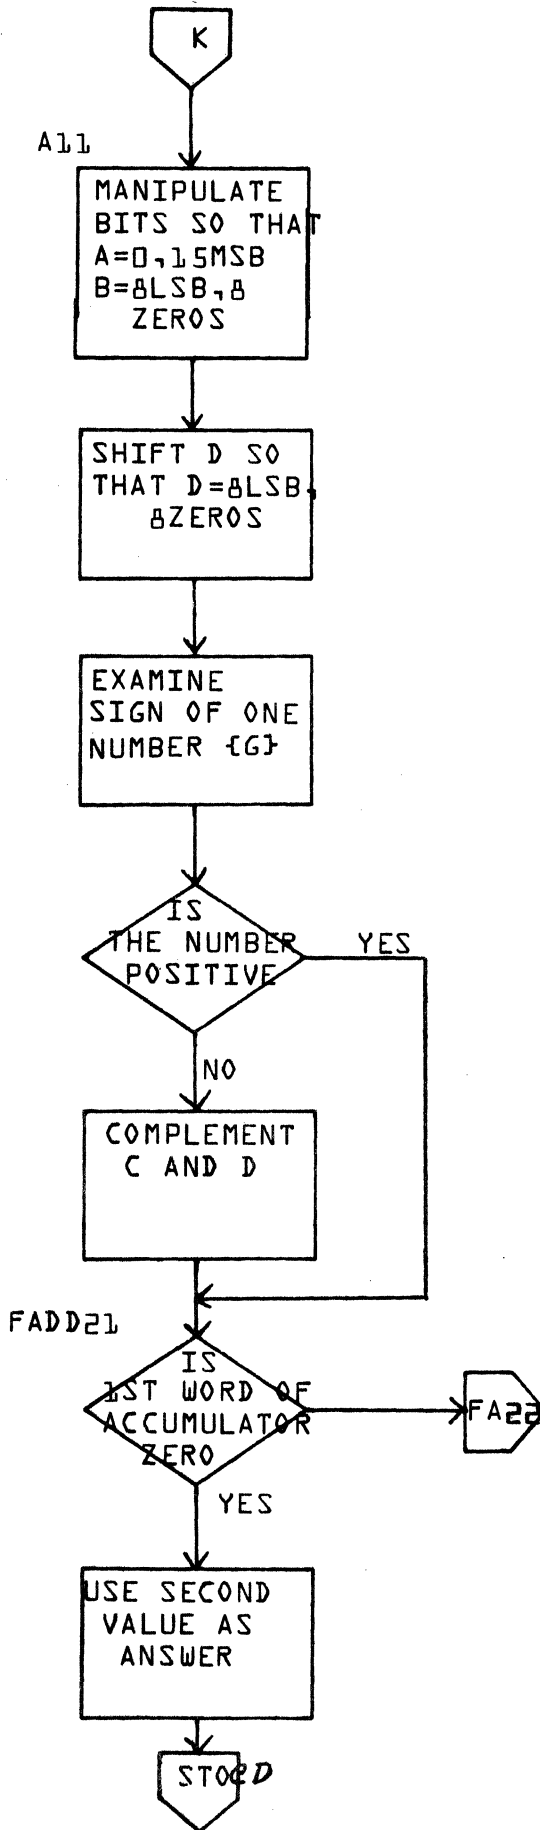 K
A11
MANIPULATE
BITS SO THAT
A=0,15MSB
B=8LSB,8
ZEROS
SHIFT D SO
THAT D=8LSB,
8ZEROS
EXAMINE
SIGN OF ONE
NUMBER {G}
IS
THE NUMBER
POSITIVE
YES
NO
COMPLEMENT
C AND D
FADD21
IS
1ST WORD OF
ACCUMULATOR
ZERO
FA22
YES
USE SECOND
VALUE AS
ANSWER